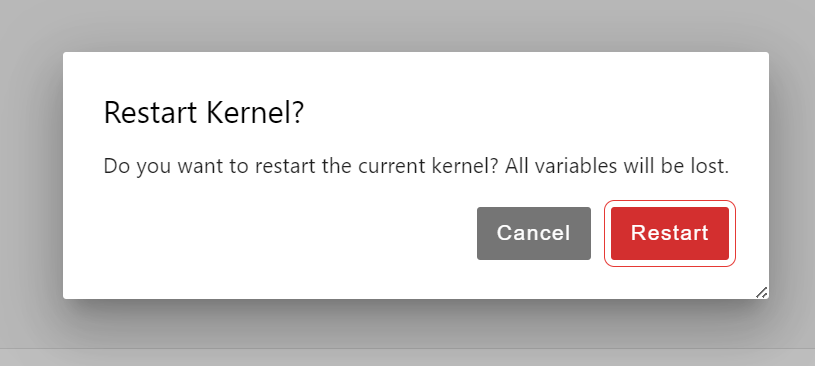 Restart Kernel?
Do you want to restart the current kernel? All variables will be lost.
Cancel Restart